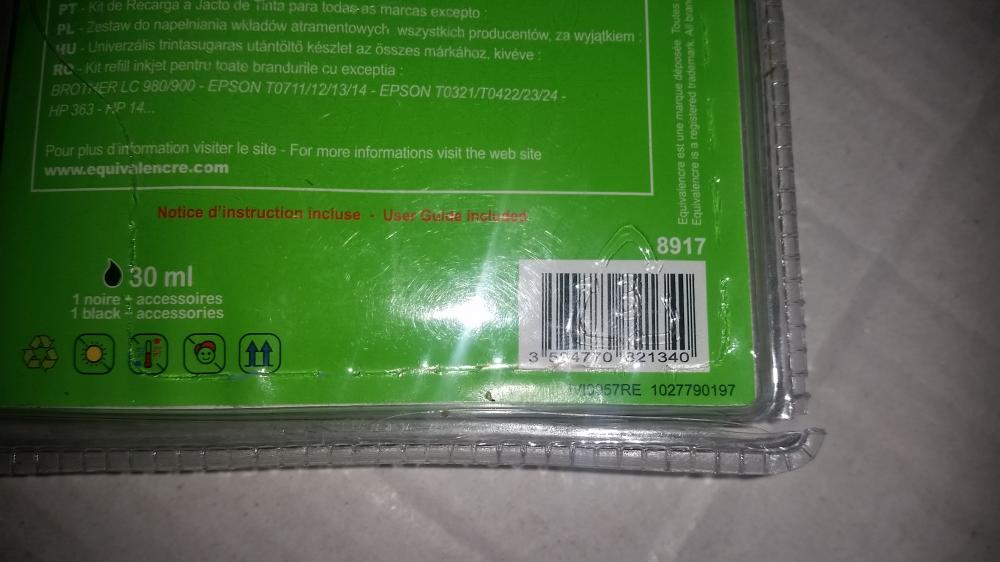 PT - Kit de Recarga a Jacto de Tinta para todas-as marcas excepto :
PL - Zestaw do napełniania wkładów atramentowych wszystkich producentów, za wyjątkiem :
HU - Univerzális trintasugaras utántöltő készlet az összes márkához, kivéve :
RO - Kit refill inkjet pentru toate brandurile cu exceptia :
BROTHER LC 980/900 - EPSON T0711/12/13/14 - EPSON T0321/T0422/23/24 -
HP 363 - HP 14...
Pour plus d'information visiter le site - For more informations visit the web site
www.equivalencre.com
Notice d'instruction incluse - User Guide included
Equivalencre est une marque déposée. Toutes
Equivalencre is a registered trademark. All
8917
30 ml
1 noire + accessoires
1 black + accessories
821340
1027790197